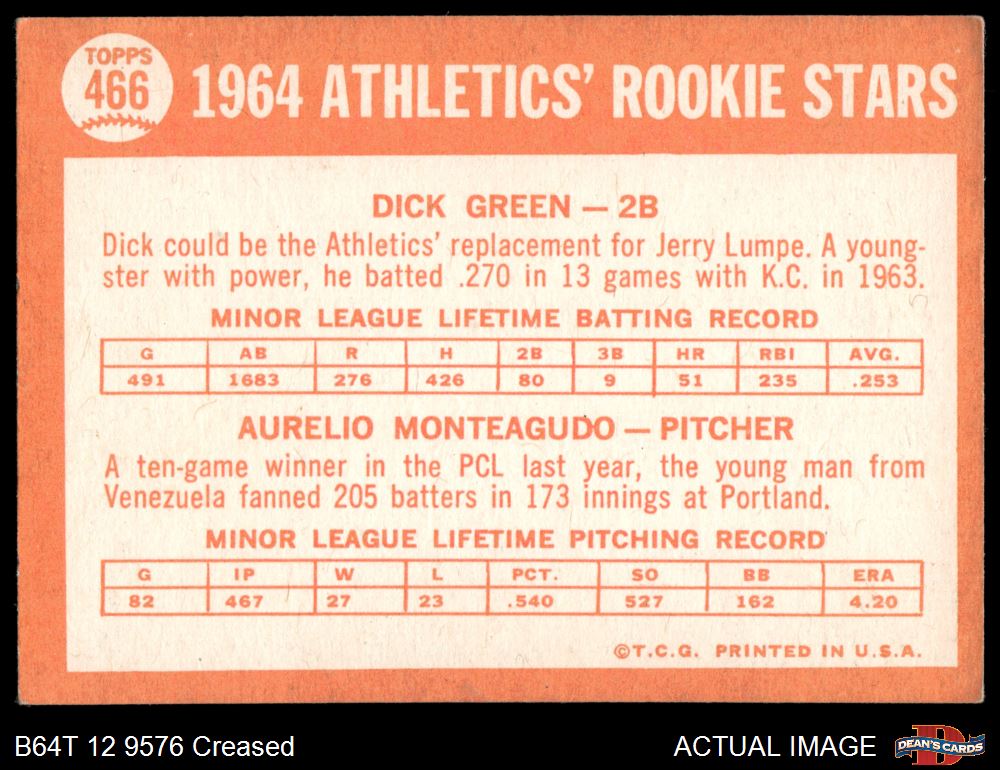 TOPPS
466
1964 ATHLETICS' ROOKIE STARS
DICK GREEN — 2B
Dick could be the Athletics' replacement for Jerry Lumpe. A young-
ster with power, he batted .270 in 13 games with K.C. in 1963.
MINOR LEAGUE LIFETIME BATTING RECORD
G AB R H 2B 3B HR RBI AVG.
491 1683 276 426 80 9 51 235 .253
AURELIO MONTEAGUDO — PITCHER
A ten-game winner in the PCL last year, the young man from
Venezuela fanned 205 batters in 173 innings at Portland.
MINOR LEAGUE LIFETIME PITCHING RECORD
G IP W L PCT. SO BB ERA
82 467 27 23 .540 527 162 4.20
©T.C.G. PRINTED IN U.S.A.
B64T 12 9576 Creased
ACTUAL IMAGE
DEAN'S CARDS